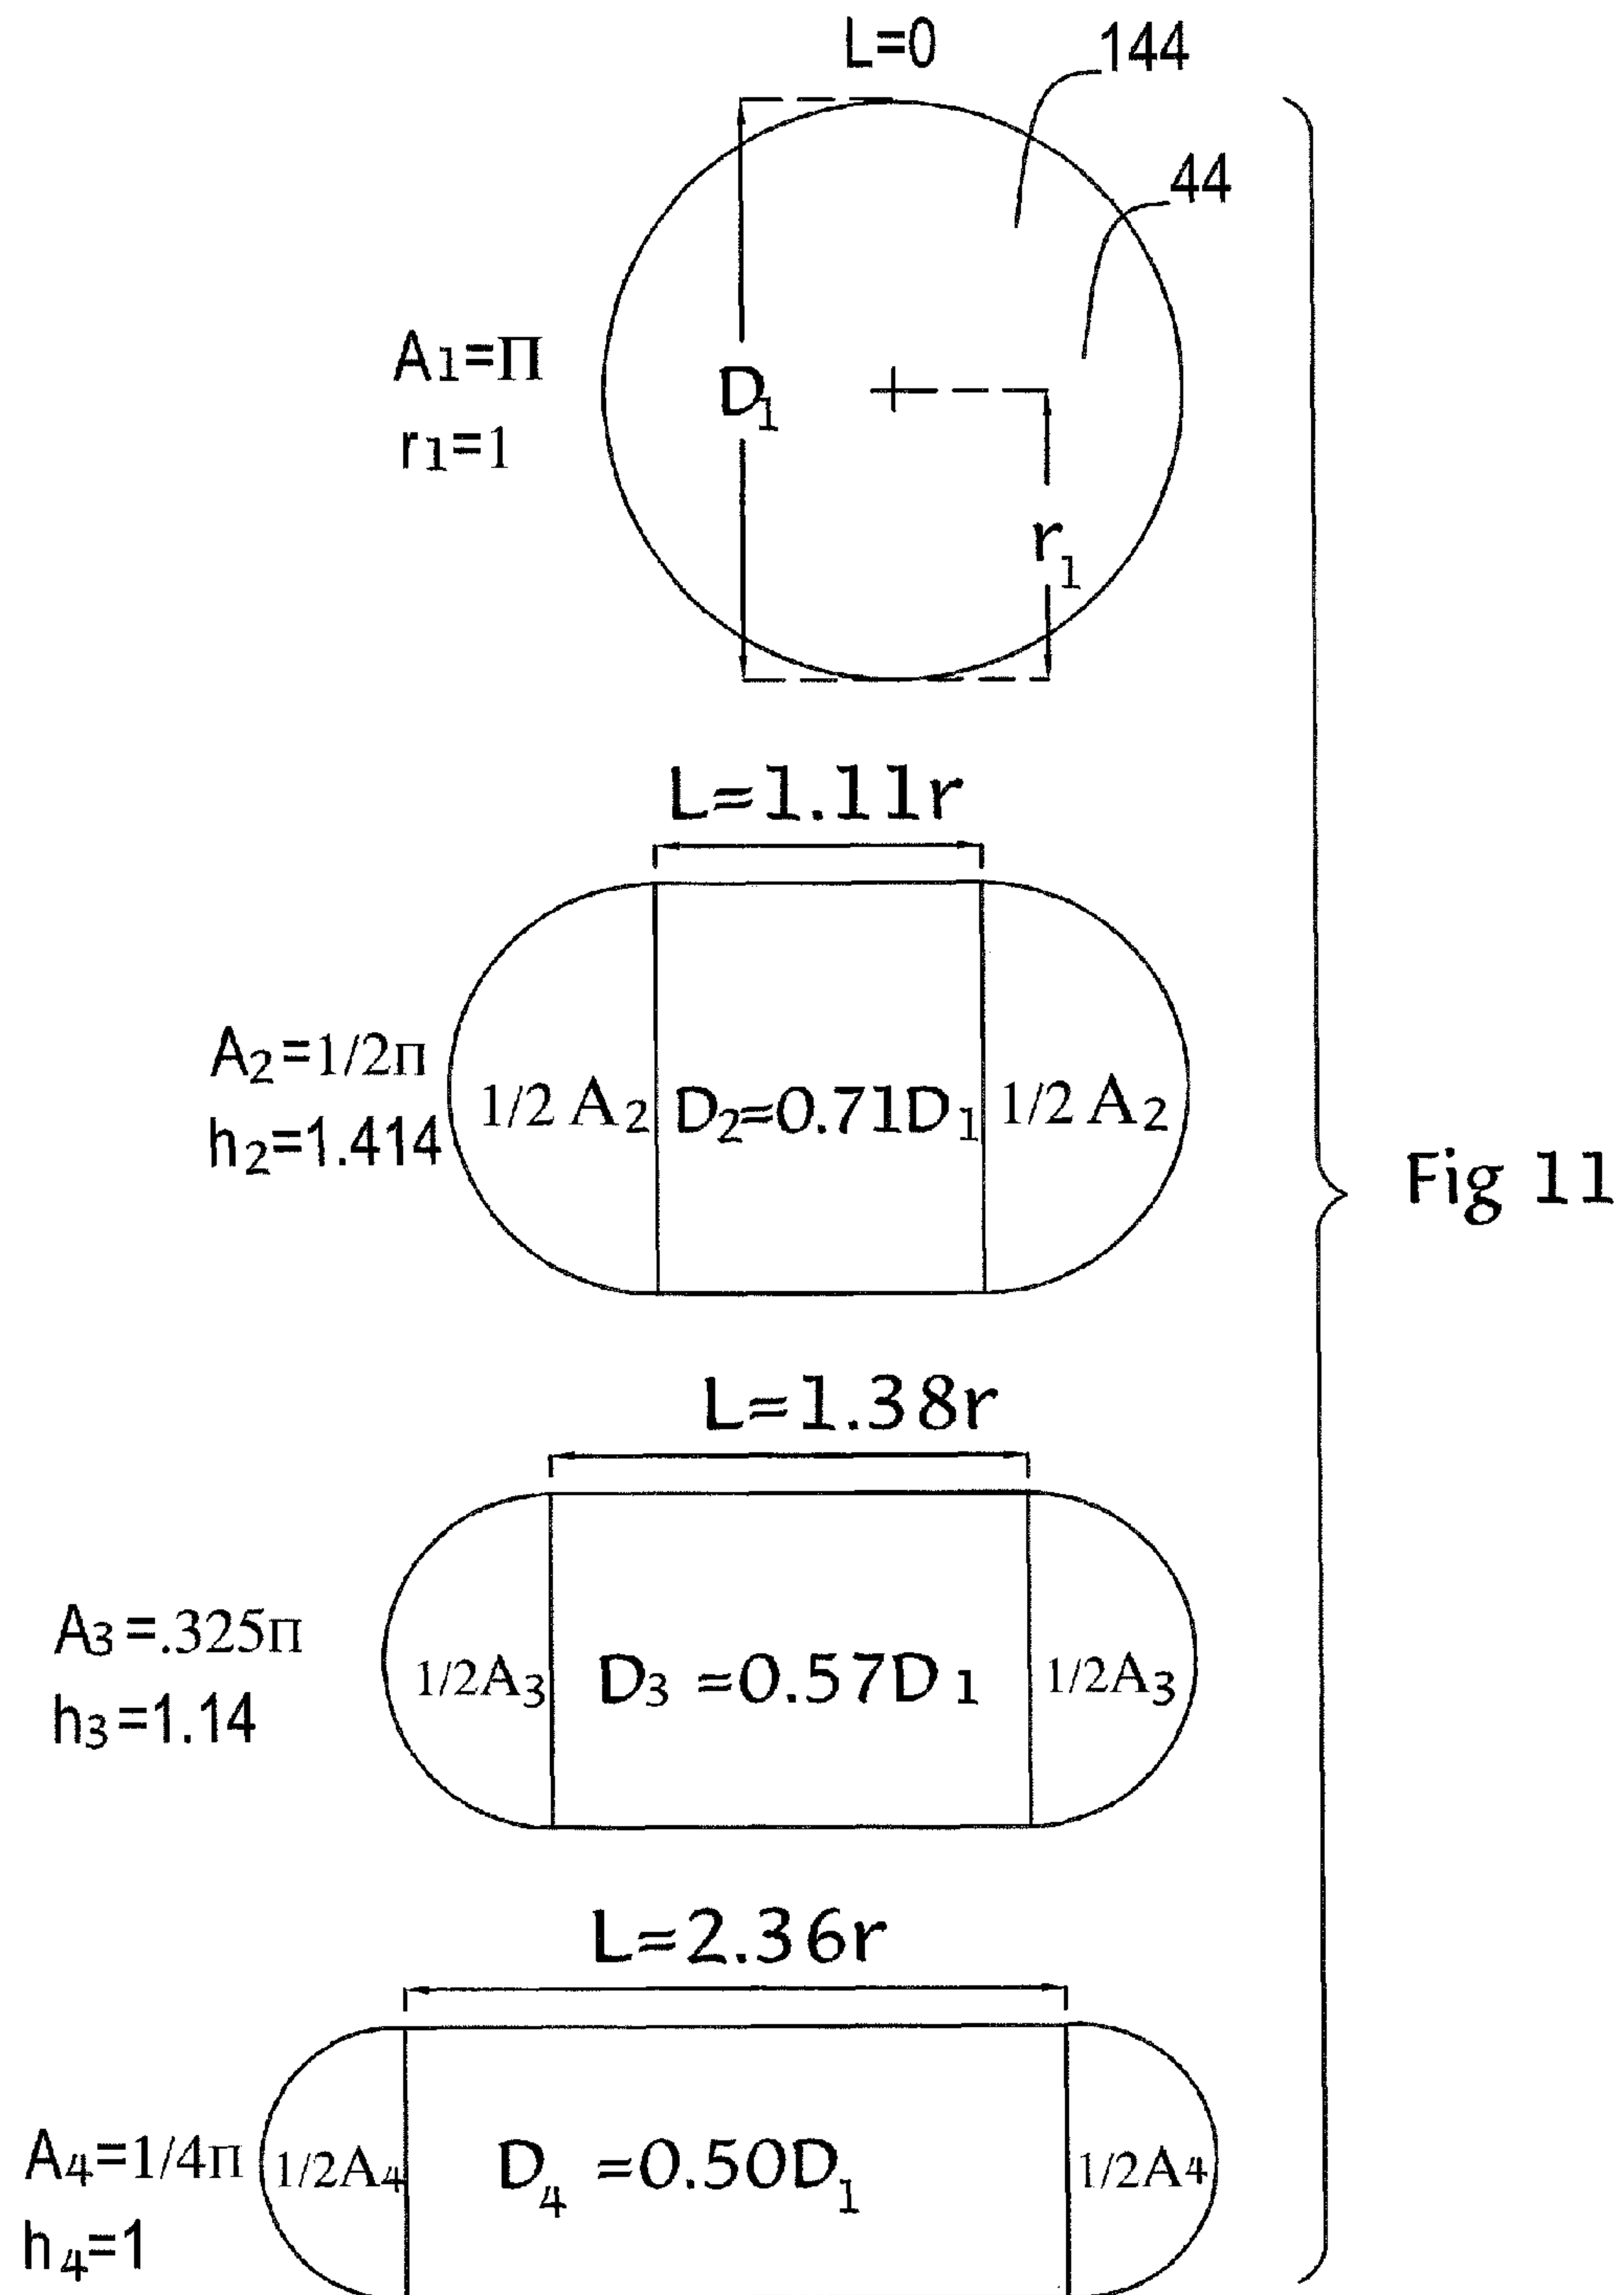 L=0
144
44
A1=Π
r1=1
D1
r1
L=1.11r
A2=1/2π
h2=1.414
1/2 A2
D2≈0.71D1
1/2 A2
Fig 11
L=1.38r
A3=.325π
h3=1.14
1/2A3
D3 ≈0.57D1
1/2A3
L=2.36r
A4=1/4π
h4=1
1/2A4
D4 ≈0.50D1
1/2A4